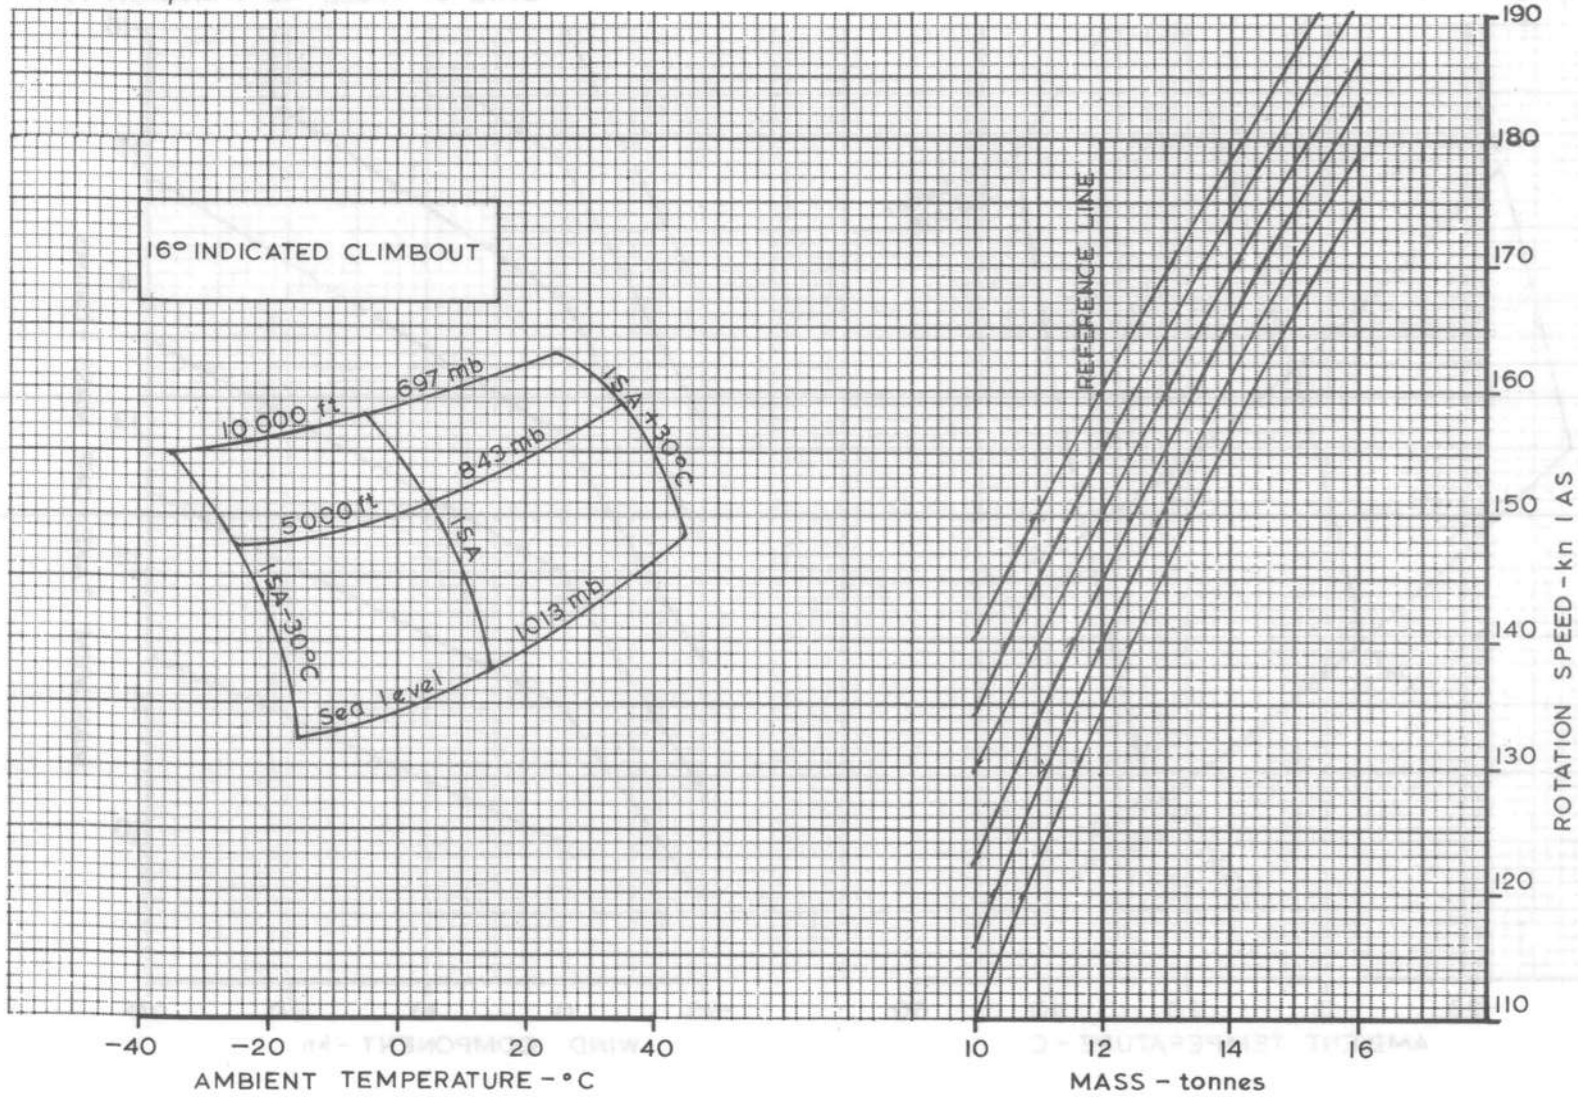 190
180
170
160
150
140
130
120
110
ROTATION SPEED-kn IAS
16° INDICATED CLIMBOUT
REFERENCE LINE
10 000 ft
697 mb
ISA+30°C
5000 ft
843 mb
ISA
ISA-30°C
Sea level
1013 mb
-40 -20 0 20 40
AMBIENT TEMPERATURE-°C
10 12 14 16
MASS - tonnes